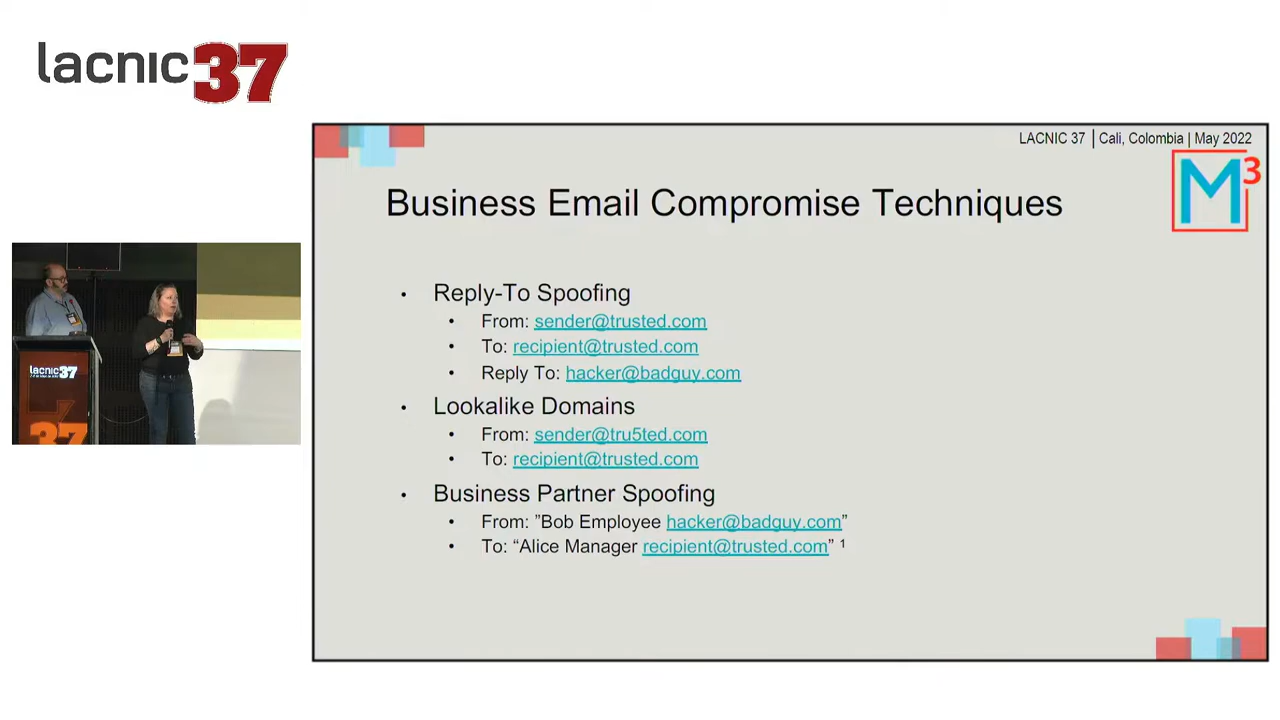 lacnic37
LACNIC 37 | Cali, Colombia | May 2022
M3
Business Email Compromise Techniques
• Reply-To Spoofing
• From: sender@trusted.com
• To: recipient@trusted.com
• Reply To: hacker@badguy.com
• Lookalike Domains
• From: sender@tru5ted.com
• To: recipient@trusted.com
• Business Partner Spoofing
• From: ”Bob Employee hacker@badguy.com”
• To: “Alice Manager recipient@trusted.com” ¹
lacnic37
37